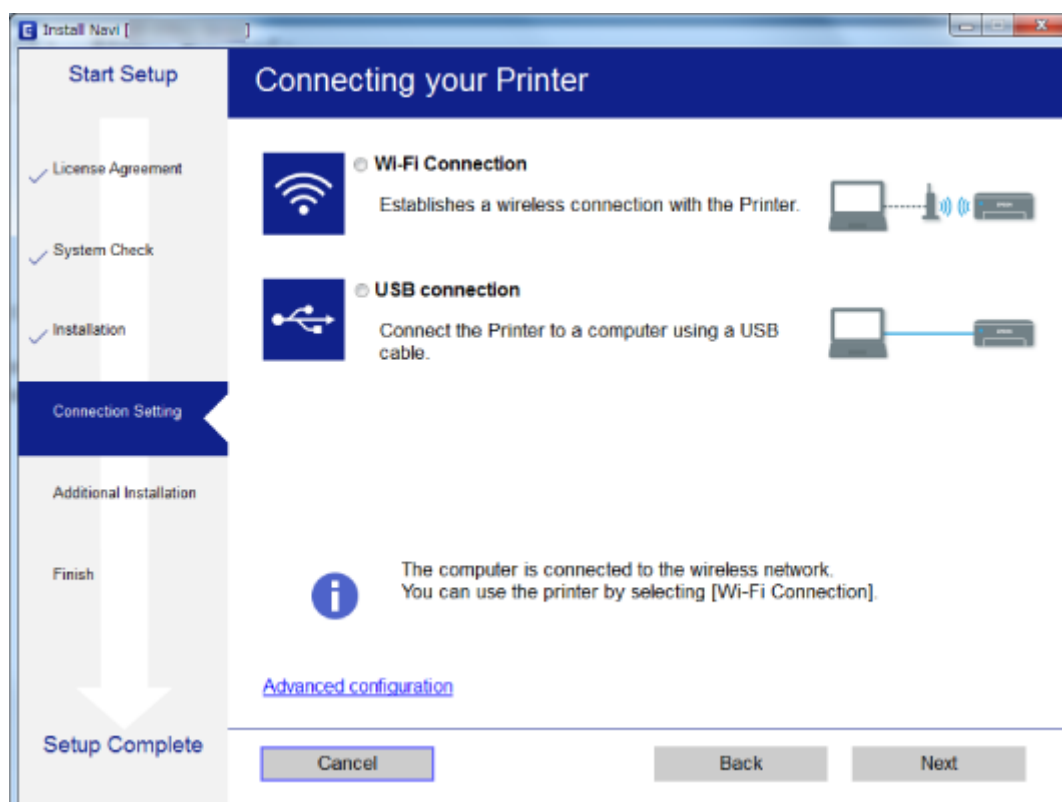 Install Navi [ ]
Start Setup
License Agreement
System Check
Installation
Connection Setting
Additional Installation
Finish
Setup Complete
Connecting your Printer
Wi-Fi Connection
Establishes a wireless connection with the Printer.
USB connection
Connect the Printer to a computer using a USB
cable.
The computer is connected to the wireless network.
You can use the printer by selecting [Wi-Fi Connection].
Advanced configuration
Cancel
Back
Next